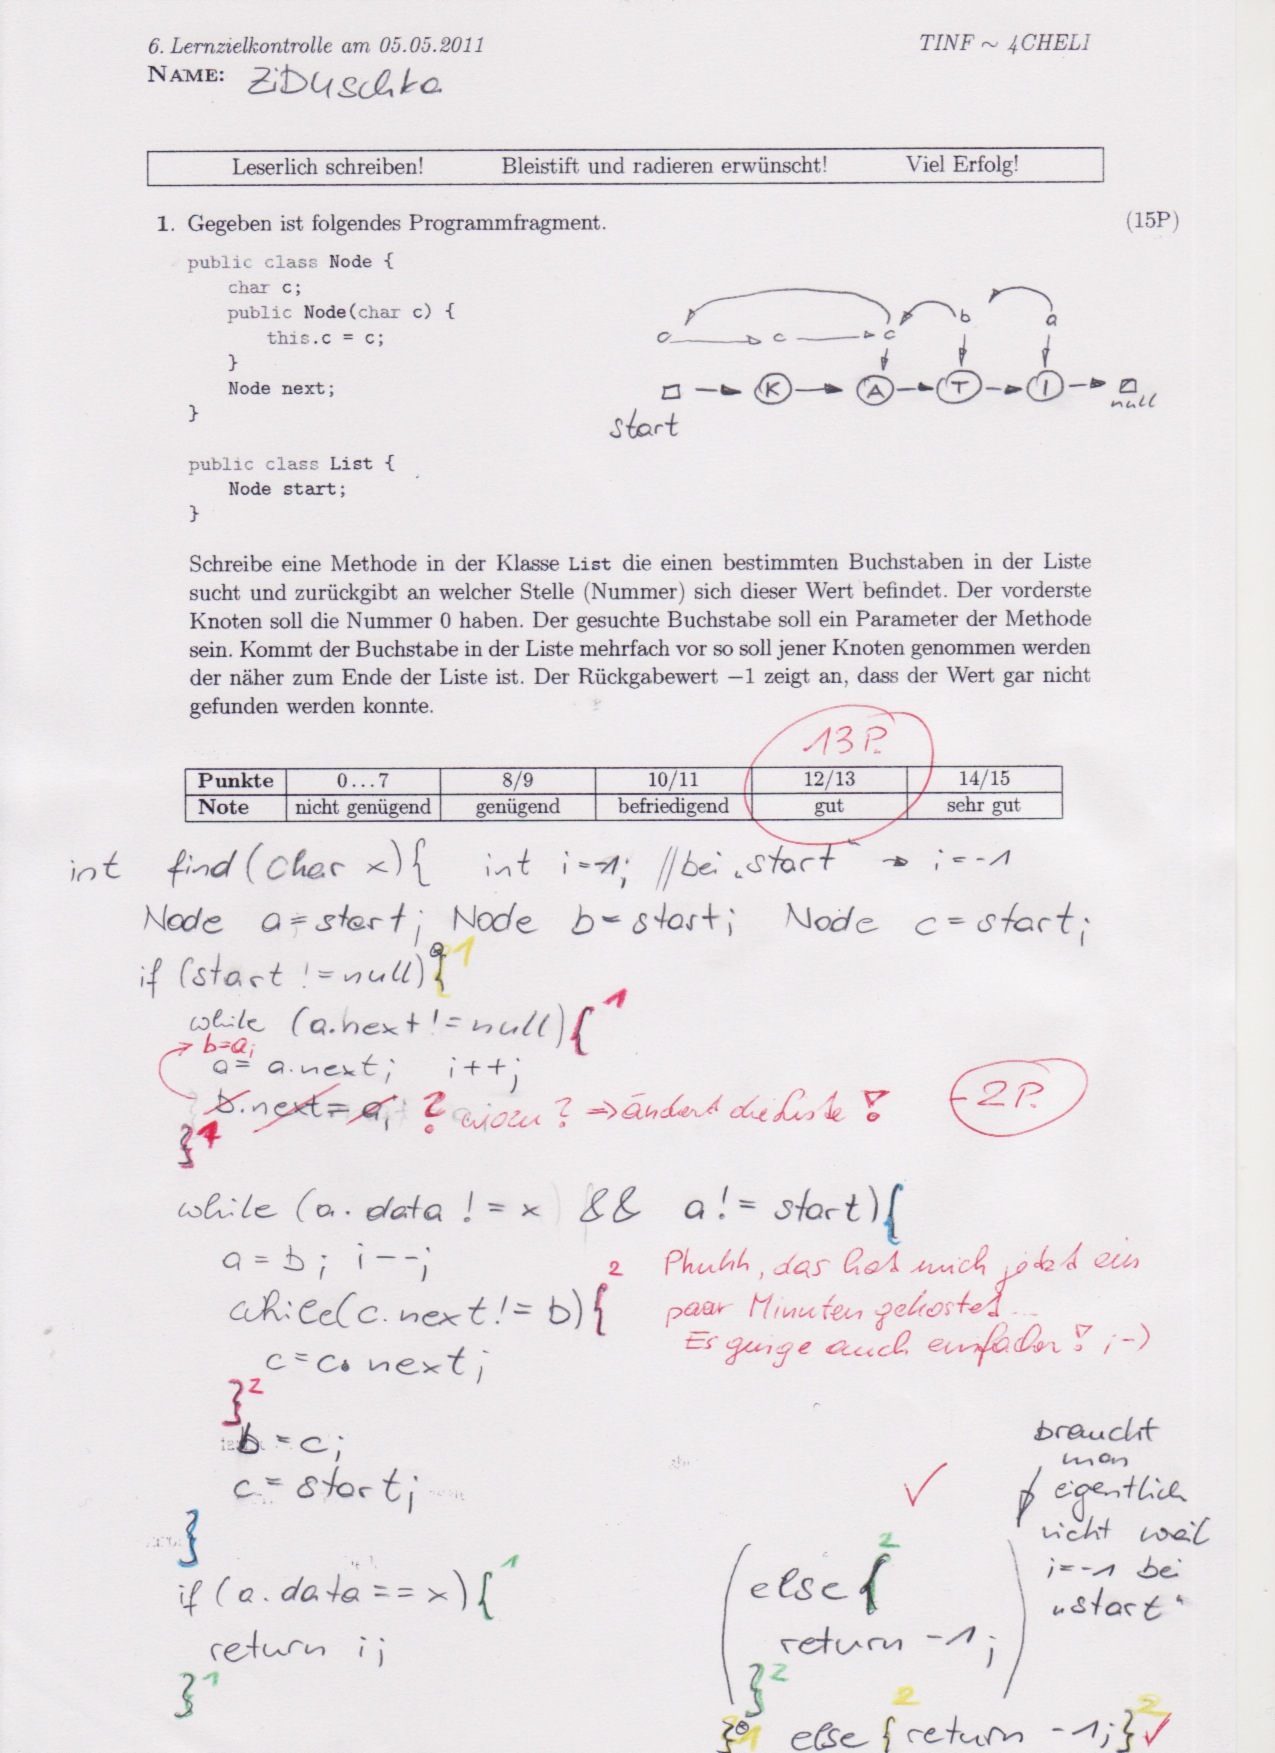 6. Lernzielkontrolle am 05.05.2011 TINF ~ 4CHELI
NAME: ZiDuschka
Leserlich schreiben! Bleistift und radieren erwünscht! Viel Erfolg!
1. Gegeben ist folgendes Programmfragment. (15P)
public class Node {
char c;
public Node(char c) {
this.c = c;
}
Node next;
}
c c c b a
K A T I
null
start
public class List {
Node start;
}
Schreibe eine Methode in der Klasse List die einen bestimmten Buchstaben in der Liste
sucht und zurückgibt an welcher Stelle (Nummer) sich dieser Wert befindet. Der vorderste
Knoten soll die Nummer 0 haben. Der gesuchte Buchstabe soll ein Parameter der Methode
sein. Kommt der Buchstabe in der Liste mehrfach vor so soll jener Knoten genommen werden
der näher zum Ende der Liste ist. Der Rückgabewert −1 zeigt an, dass der Wert gar nicht
gefunden werden konnte.
13P.
Punkte 0...7 8/9 10/11 12/13 14/15
Note nicht genügend genügend befriedigend gut sehr gut
int find(char x){ int i=-1; //bei „start“ → i=-1
Node a=start; Node b=start; Node c=start;
if (start != null){ 1
while (a.next != null){ 1
b=a;
a= a.next; i++;
b.next= a; ? wozu? ⇒ ändert die Liste! -2P.
} 1
while (a.data != x && a != start){
a = b; i--;
while(c.next != b){ 2
c=c.next;
} 2
b = c;
c = start;
}
Phuhh, das hat mich jetzt ein
paar Minuten gekostet...
Es ginge auch einfacher! ;-)
if (a.data == x){ 1
return i;
} 1
✓
(else{ 2
return -1;
} 2 )
braucht
man
eigentlich
nicht weil
i=-1 bei
„start“
} 1 else { 2 return -1;} 2 ✓